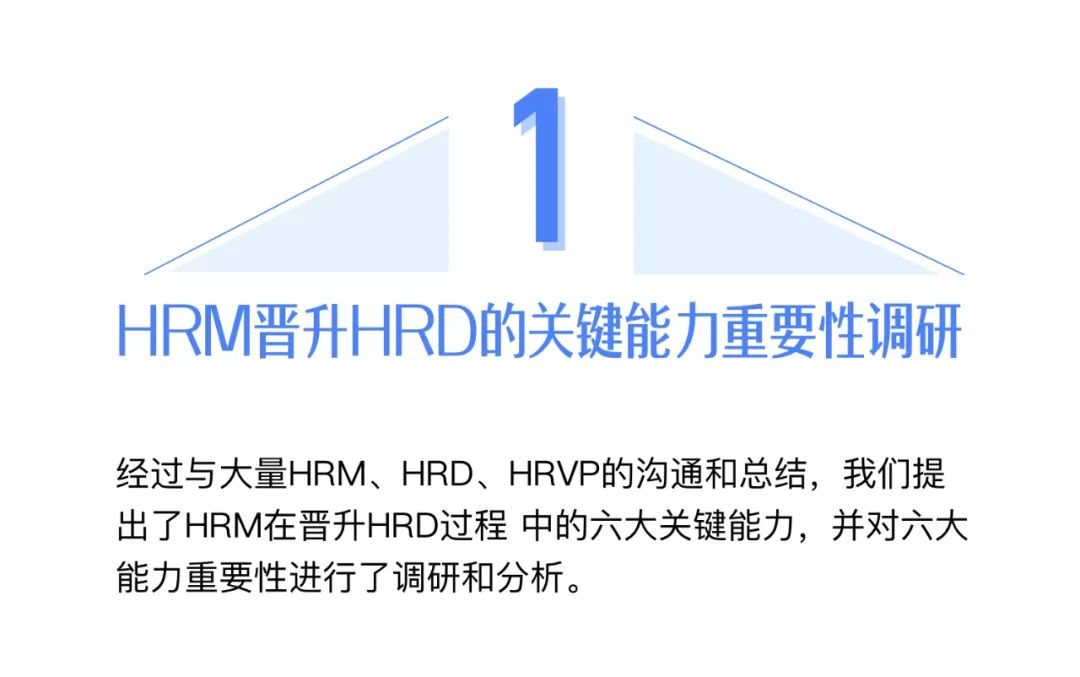 1
HRM晋升HRD的关键能力重要性调研
经过与大量HRM、HRD、HRVP的沟通和总结，我们提
出了HRM在晋升HRD过程 中的六大关键能力，并对六大
能力重要性进行了调研和分析。